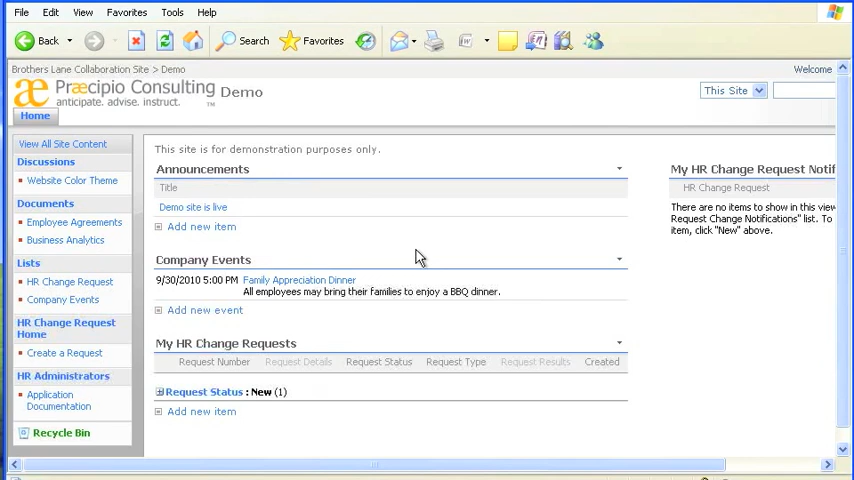 File Edit View Favorites Tools Help
Back Search Favorites
Brothers Lane Collaboration Site > Demo Welcome
æ Præcipio Consulting Demo This Site
anticipate. advise. instruct. TM
Home
View All Site Content
Discussions
Website Color Theme
Documents
Employee Agreements
Business Analytics
Lists
HR Change Request
Company Events
HR Change Request
Home
Create a Request
HR Administrators
Application
Documentation
Recycle Bin
This site is for demonstration purposes only.
Announcements
Title
Demo site is live
Add new item
Company Events
9/30/2010 5:00 PM Family Appreciation Dinner
All employees may bring their families to enjoy a BBQ dinner.
Add new event
My HR Change Requests
Request Number Request Details Request Status Request Type Request Results Created
Request Status : New (1)
Add new item
My HR Change Request Notif
HR Change Request
There are no items to show in this view
Request Change Notifications" list. To
item, click "New" above.